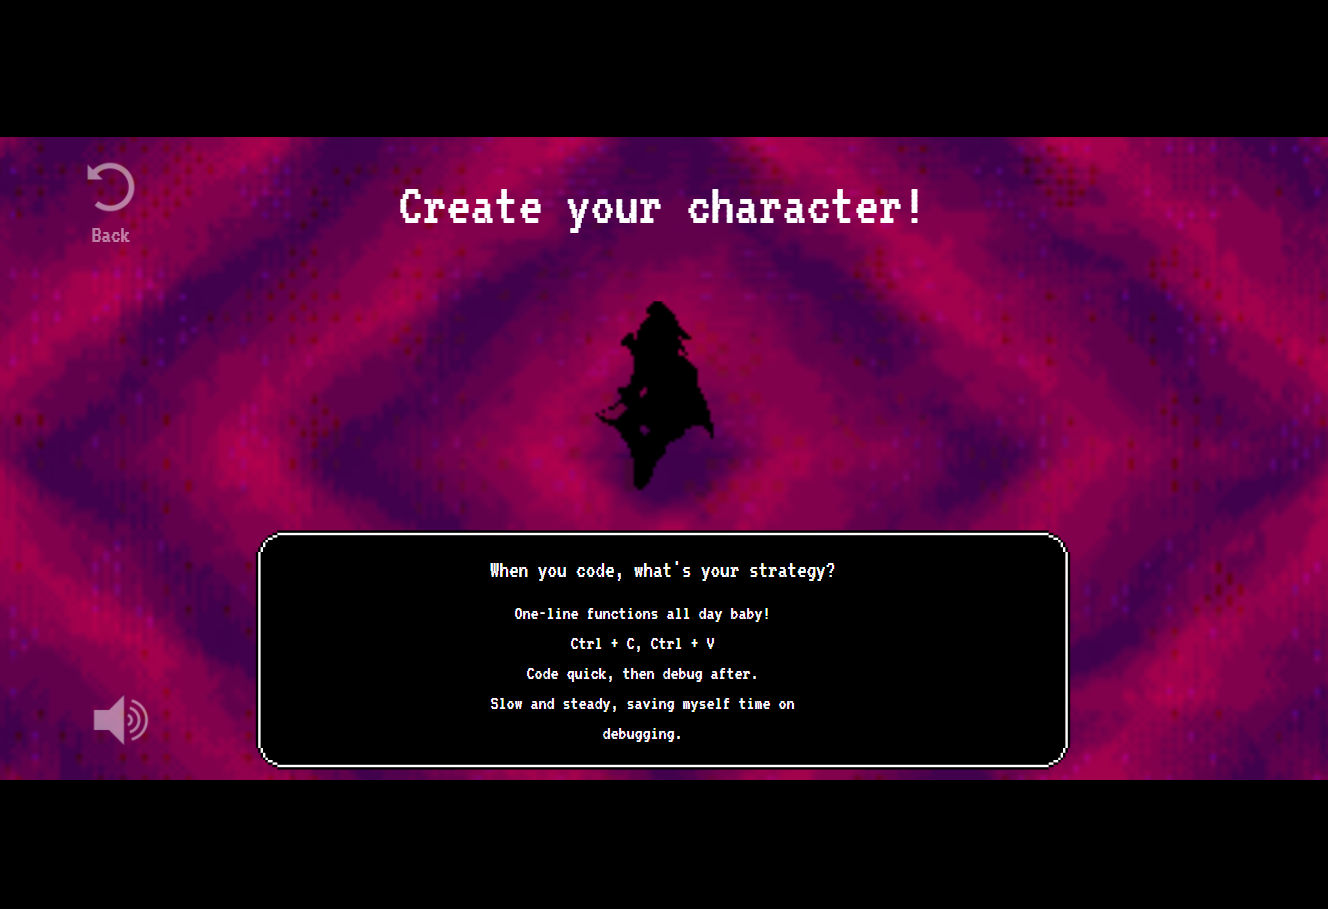 Create your character!
Back
When you code, what's your strategy?
One-line functions all day baby!
Ctrl + C, Ctrl + V
Code quick, then debug after.
Slow and steady, saving myself time on
debugging.